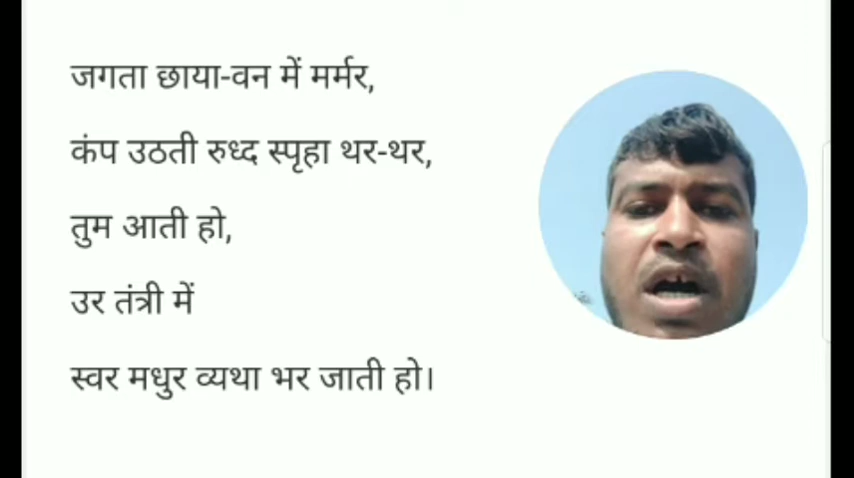 जगता छाया-वन में मर्मर,
कंप उठती रुध्द स्पृहा थर-थर,
तुम आती हो,
उर तंत्री में
स्वर मधुर व्यथा भर जाती हो।